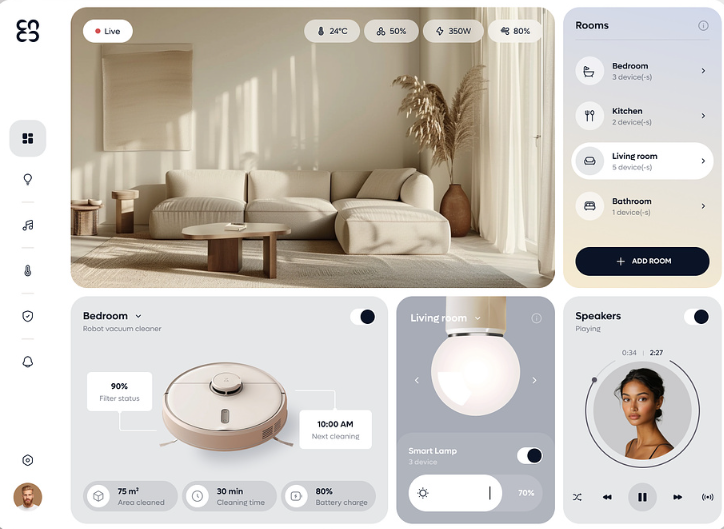 Live
24°C
50%
350W
80%
Rooms
Bedroom
3 device(-s)
Kitchen
2 device(-s)
Living room
5 device(-s)
Bathroom
1 device(-s)
ADD ROOM
Bedroom
Robot vacuum cleaner
90%
Filter status
10:00 AM
Next cleaning
75 m²
Area cleaned
30 min
Cleaning time
80%
Battery charge
Living room
Smart Lamp
3 device
70%
Speakers
Playing
0:34 | 2:27